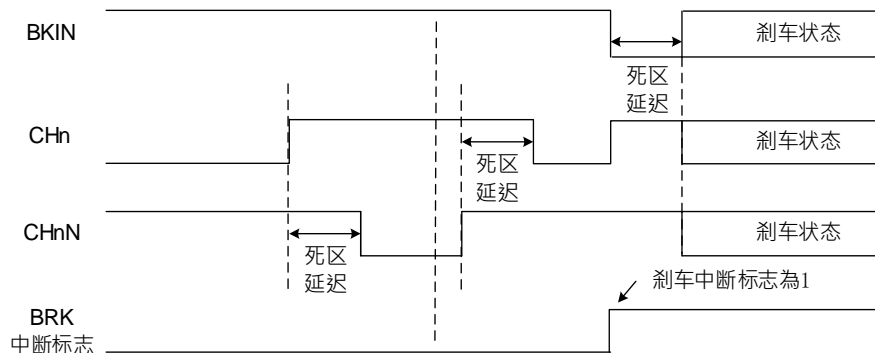 BKIN
刹车状态
死区
延迟
CHn
刹车状态
死区
延迟
CHnN
刹车状态
死区
延迟
刹车中断标志為1
BRK
中断标志